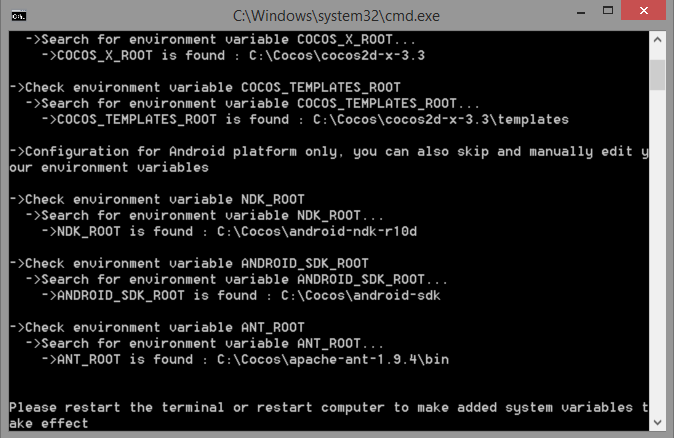 C:\Windows\system32\cmd.exe
->Search for environment variable COCOS_X_ROOT...
->COCOS_X_ROOT is found : C:\Cocos\cocos2d-x-3.3
->Check environment variable COCOS_TEMPLATES_ROOT
->Search for environment variable COCOS_TEMPLATES_ROOT...
->COCOS_TEMPLATES_ROOT is found : C:\Cocos\cocos2d-x-3.3\templates
->Configuration for Android platform only, you can also skip and manually edit y
our environment variables
->Check environment variable NDK_ROOT
->Search for environment variable NDK_ROOT...
->NDK_ROOT is found : C:\Cocos\android-ndk-r10d
->Check environment variable ANDROID_SDK_ROOT
->Search for environment variable ANDROID_SDK_ROOT...
->ANDROID_SDK_ROOT is found : C:\Cocos\android-sdk
->Check environment variable ANT_ROOT
->Search for environment variable ANT_ROOT...
->ANT_ROOT is found : C:\Cocos\apache-ant-1.9.4\bin
Please restart the terminal or restart computer to make added system variables t
ake effect